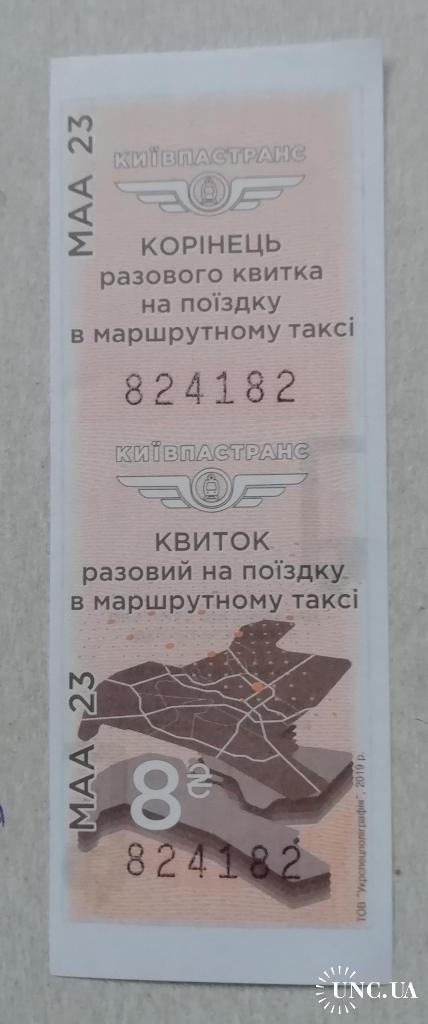 МАА 23
КИЇВПАСТРАНС
КОРІНЕЦЬ
разового квитка
на поїздку
в маршрутному таксі
824182
КИЇВПАСТРАНС
КВИТОК
разовий на поїздку
в маршрутному таксі
МАА 23
8 ₴
824182
ТОВ "Укрспецполіграфія", 2019 р.
UNC.UA